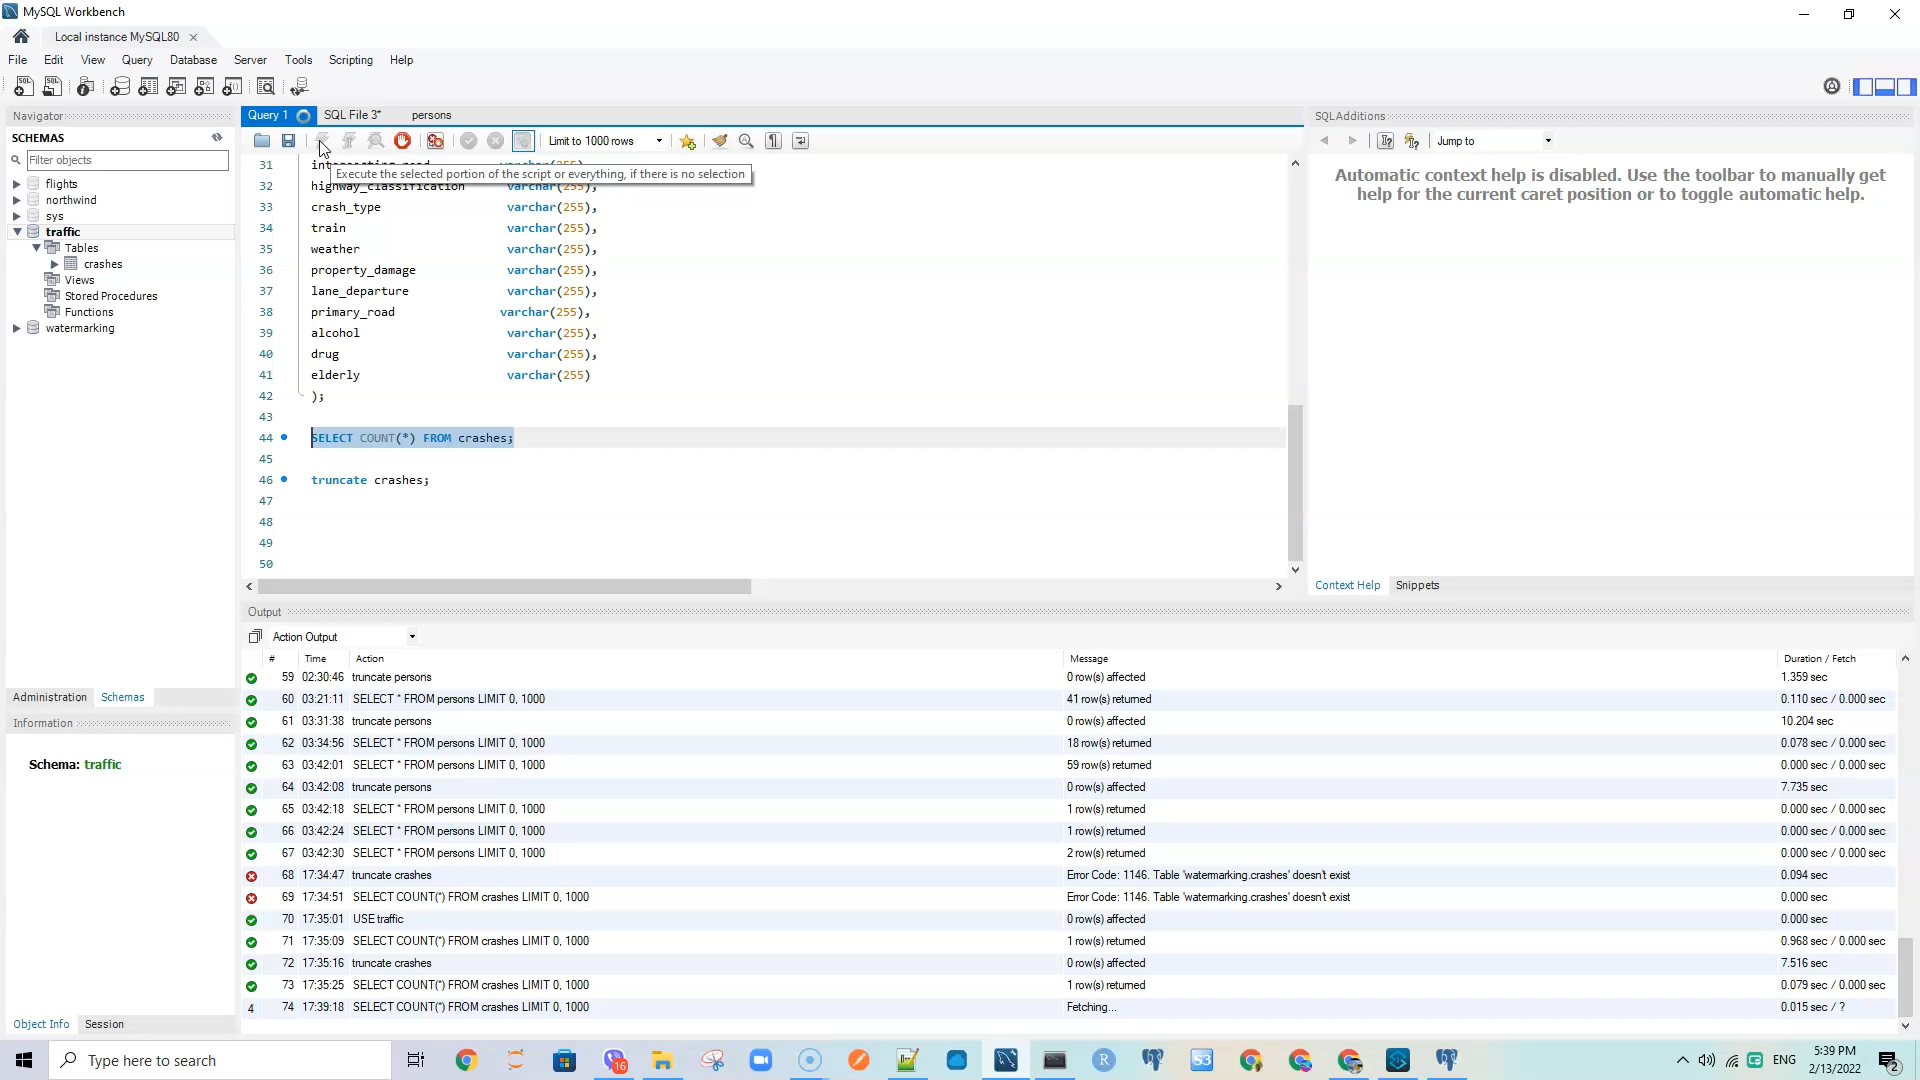 MySQL Workbench
Local instance MySQL80
File Edit View Query Database Server Tools Scripting Help
Navigator
SCHEMAS
Filter objects
flights
northwind
sys
traffic
Tables
crashes
Views
Stored Procedures
Functions
watermarking
Administration Schemas
Information
Schema: traffic
Object Info Session
Query 1 SQL File 3* persons
Limit to 1000 rows
Execute the selected portion of the script or everything, if there is no selection
31
32 highway_classification varchar(255),
33 crash_type varchar(255),
34 train varchar(255),
35 weather varchar(255),
36 property_damage varchar(255),
37 lane_departure varchar(255),
38 primary_road varchar(255),
39 alcohol varchar(255),
40 drug varchar(255),
41 elderly varchar(255)
42 );
43
44 SELECT COUNT(*) FROM crashes;
45
46 truncate crashes;
47
48
49
50
SQLAdditions
Jump to
Automatic context help is disabled. Use the toolbar to manually get
help for the current caret position or to toggle automatic help.
Context Help Snippets
Output
Action Output
# Time Action Message Duration / Fetch
59 02:30:46 truncate persons 0 row(s) affected 1.359 sec
60 03:21:11 SELECT * FROM persons LIMIT 0, 1000 41 row(s) returned 0.110 sec / 0.000 sec
61 03:31:38 truncate persons 0 row(s) affected 10.204 sec
62 03:34:56 SELECT * FROM persons LIMIT 0, 1000 18 row(s) returned 0.078 sec / 0.000 sec
63 03:42:01 SELECT * FROM persons LIMIT 0, 1000 59 row(s) returned 0.000 sec / 0.000 sec
64 03:42:08 truncate persons 0 row(s) affected 7.735 sec
65 03:42:18 SELECT * FROM persons LIMIT 0, 1000 1 row(s) returned 0.000 sec / 0.000 sec
66 03:42:24 SELECT * FROM persons LIMIT 0, 1000 1 row(s) returned 0.000 sec / 0.000 sec
67 03:42:30 SELECT * FROM persons LIMIT 0, 1000 2 row(s) returned 0.000 sec / 0.000 sec
68 17:34:47 truncate crashes Error Code: 1146. Table 'watermarking.crashes' doesn't exist 0.094 sec
69 17:34:51 SELECT COUNT(*) FROM crashes LIMIT 0, 1000 Error Code: 1146. Table 'watermarking.crashes' doesn't exist 0.000 sec
70 17:35:01 USE traffic 0 row(s) affected 0.000 sec
71 17:35:09 SELECT COUNT(*) FROM crashes LIMIT 0, 1000 1 row(s) returned 0.968 sec / 0.000 sec
72 17:35:16 truncate crashes 0 row(s) affected 7.516 sec
73 17:35:25 SELECT COUNT(*) FROM crashes LIMIT 0, 1000 1 row(s) returned 0.079 sec / 0.000 sec
4 74 17:39:18 SELECT COUNT(*) FROM crashes LIMIT 0, 1000 Fetching... 0.015 sec / ?
Type here to search
16
R
S3
ENG
5:39 PM
2/13/2022
2